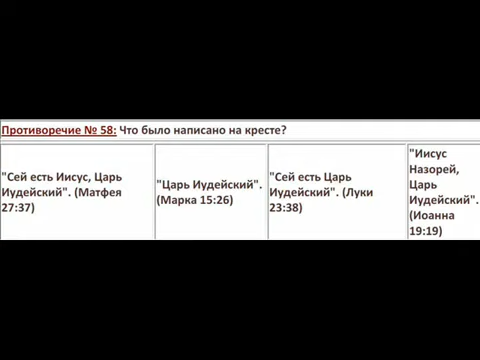 Противоречие № 58: Что было написано на кресте?
"Сей есть Иисус, Царь
Иудейский". (Матфея
27:37)
"Царь Иудейский".
(Марка 15:26)
"Сей есть Царь
Иудейский". (Луки
23:38)
"Иисус
Назорей,
Царь
Иудейский".
(Иоанна
19:19)